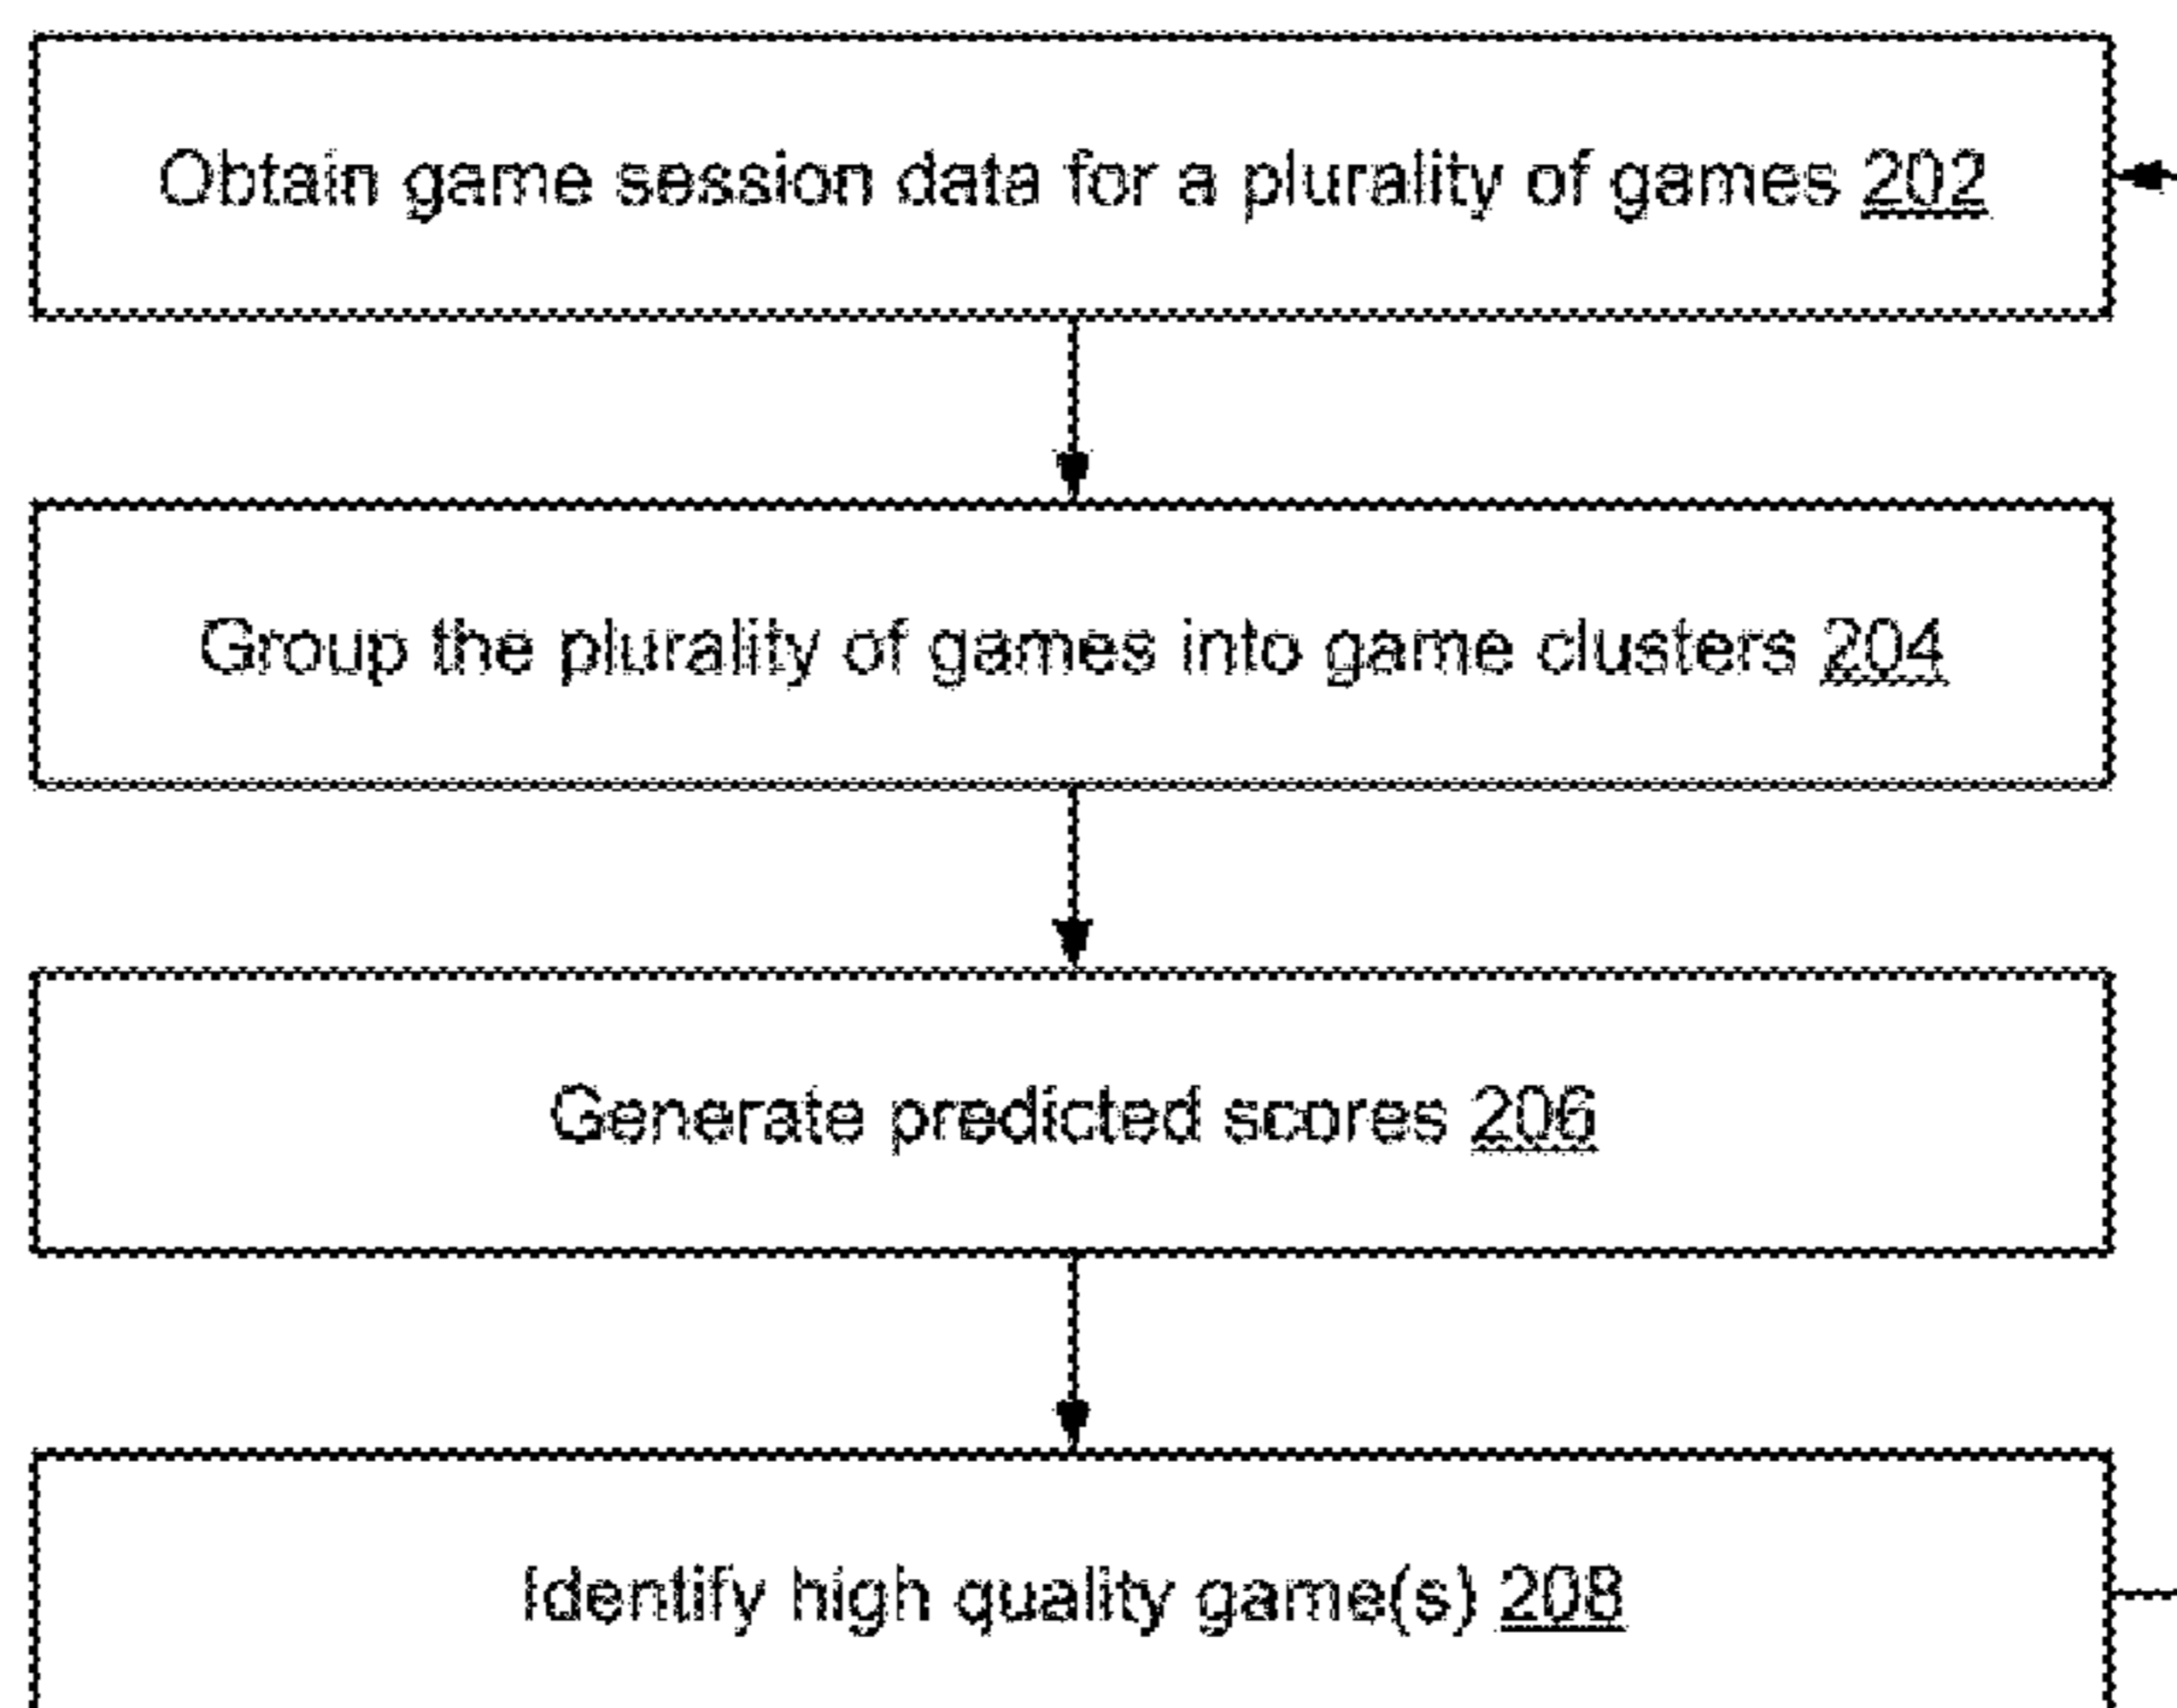 Obtain game session data for a plurality of games 202
Group the plurality of games into game clusters 204
Generate predicted scores 206
Identify high quality game(s) 208